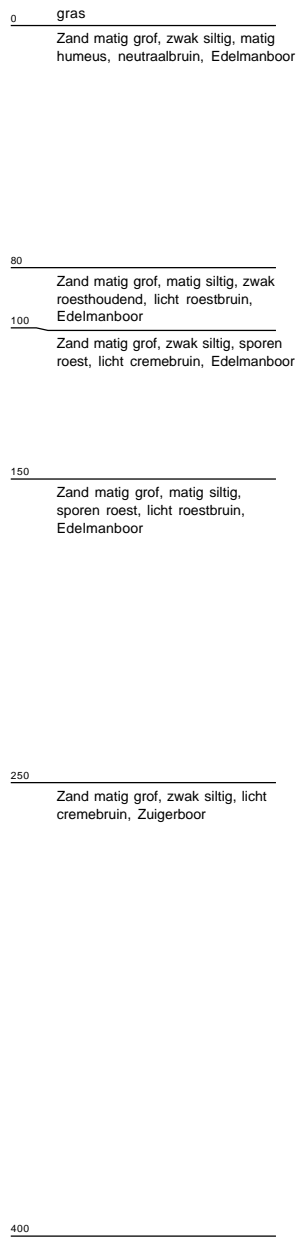 gras
0
Zand matig grof, zwak siltig, matig
humeus, neutraalbruin, Edelmanboor
80
Zand matig grof, matig siltig, zwak
roesthoudend, licht roestbruin,
Edelmanboor
100
Zand matig grof, zwak siltig, sporen
roest, licht cremebruin, Edelmanboor
150
Zand matig grof, matig siltig,
sporen roest, licht roestbruin,
Edelmanboor
250
Zand matig grof, zwak siltig, licht
cremebruin, Zuigerboor
400